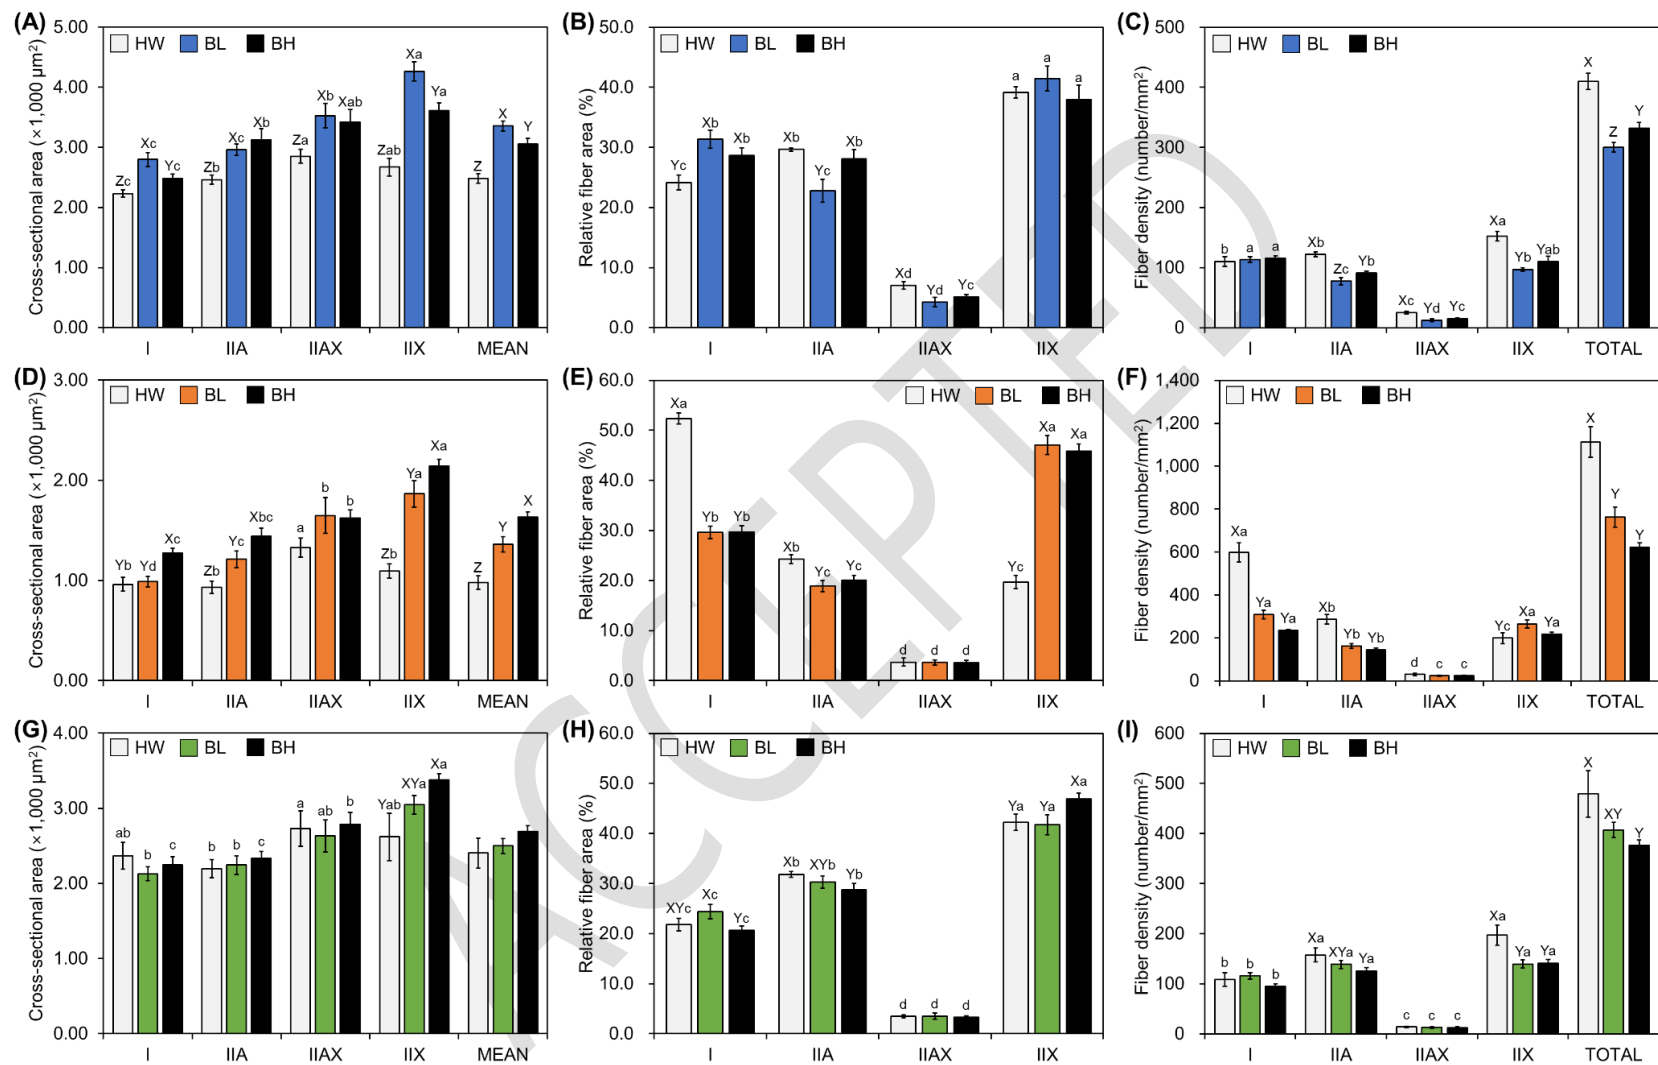 (A)
Cross-sectional area (×1,000 µm²)
5.00
4.00
3.00
2.00
1.00
0.00
HW BL BH
Zc Xc Yc Zb Xc Xb Za Xb Xab Zab Xa Ya Z X Y
I IIA IIAX IIX MEAN
(B)
Relative fiber area (%)
50.0
40.0
30.0
20.0
10.0
0.0
HW BL BH
Yc Xb Xb Xb Yc Xb Xd Yd Yc a a a
I IIA IIAX IIX
(C)
Fiber density (number/mm²)
500
400
300
200
100
0
HW BL BH
b a a Xb Zc Yb Xc Yd Yc Xa Yb Yab X Z Y
I IIA IIAX IIX TOTAL
(D)
Cross-sectional area (×1,000 µm²)
3.00
2.00
1.00
0.00
HW BL BH
Yb Yd Xc Zb Yc Xbc a b b Zb Ya Xa Z Y X
I IIA IIAX IIX MEAN
(E)
Relative fiber area (%)
60.0
50.0
40.0
30.0
20.0
10.0
0.0
HW BL BH
Xa Yb Yb Xb Yc Yc d d d Yc Xa Xa
I IIA IIAX IIX
(F)
Fiber density (number/mm²)
1,400
1,200
1,000
800
600
400
200
0
HW BL BH
Xa Ya Ya Xb Yb Yb d c c Yc Xa Ya X Y Y
I IIA IIAX IIX TOTAL
(G)
Cross-sectional area (×1,000 µm²)
4.00
3.00
2.00
1.00
0.00
HW BL BH
ab b c b b c a ab b Yab XYa Xa
I IIA IIAX IIX MEAN
(H)
Relative fiber area (%)
60.0
50.0
40.0
30.0
20.0
10.0
0.0
HW BL BH
XYc Xc Yc Xb XYb Yb d d d Ya Ya Xa
I IIA IIAX IIX
(I)
Fiber density (number/mm²)
600
500
400
300
200
100
0
HW BL BH
b b b Xa XYa Ya c c c Xa Ya Ya X XY Y
I IIA IIAX IIX TOTAL
ACCEPTED